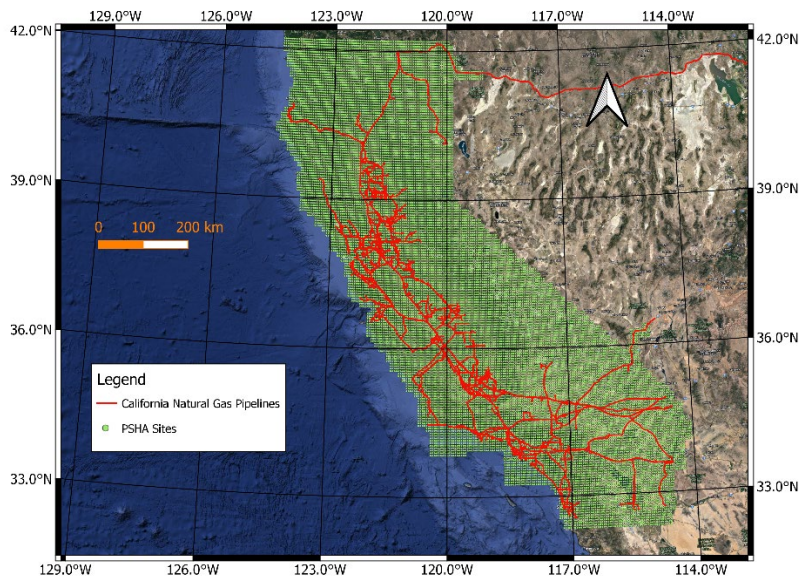 129.0°W 126.0°W 123.0°W 120.0°W 117.0°W 114.0°W
42.0°N 42.0°N
39.0°N 39.0°N
0 100 200 km
36.0°N 36.0°N
Legend
California Natural Gas Pipelines
PSHA Sites
33.0°N 33.0°N
129.0°W 126.0°W 123.0°W 120.0°W 117.0°W 114.0°W